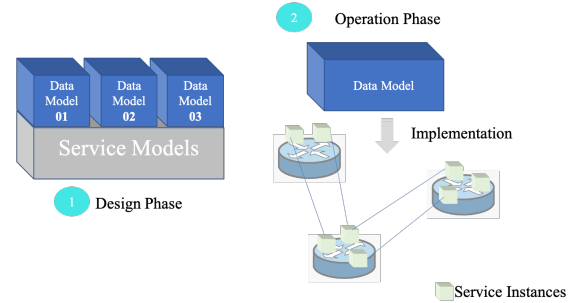 Data
Model
01
Data
Model
02
Data
Model
03
Service Models
1
Design Phase
2
Operation Phase
Data Model
Implementation
Service Instances